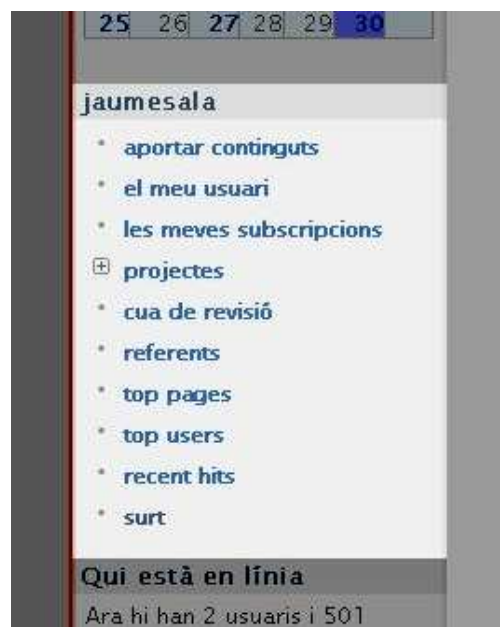 25 26 27 28 29 30
jaumesala
aportar continguts
el meu usuari
les meves subscripcions
projectes
cua de revisió
referents
top pages
top users
recent hits
surt
Qui està en línia
Ara hi han 2 usuaris i 501